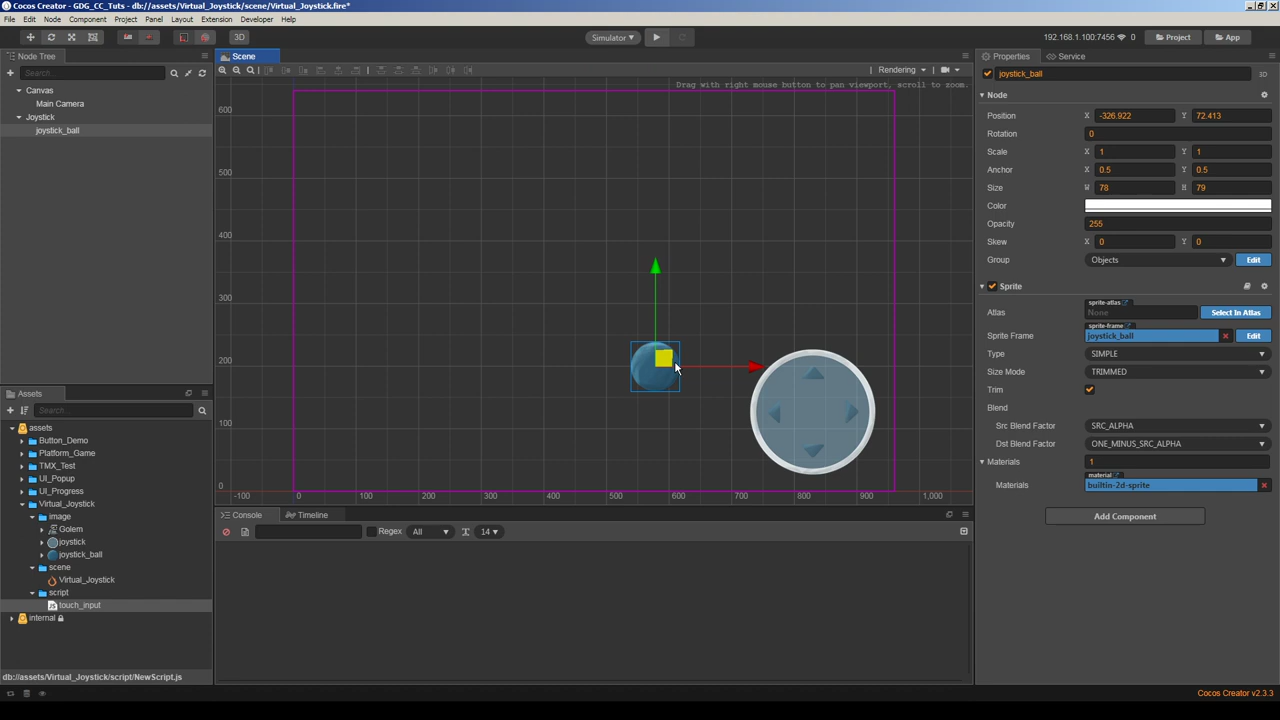 Cocos Creator - GDG_CC_Tuts - db://assets/Virtual_Joystick/scene/Virtual_Joystick.fire*
File Edit Node Component Project Panel Layout Extension Developer Help
3D Simulator 192.168.1.100:7456 0 Project App
Node Tree
Search...
Canvas
Main Camera
Joystick
joystick_ball
Assets
Search...
assets
Button_Demo
Platform_Game
TMX_Test
UI_Popup
UI_Progress
Virtual_Joystick
image
Golem
joystick
joystick_ball
scene
Virtual_Joystick
script
touch_input
internal
db://assets/Virtual_Joystick/script/NewScript.js
Scene
Rendering
Drag with right mouse button to pan viewport, scroll to zoom.
600
500
400
300
200
100
0
-100 0 100 200 300 400 500 600 700 800 900 1,000
Console Timeline
Regex All 14
Properties Service
joystick_ball 3D
Node
Position X -326.922 Y 72.413
Rotation 0
Scale X 1 Y 1
Anchor X 0.5 Y 0.5
Size W 78 H 79
Color
Opacity 255
Skew X 0 Y 0
Group Objects Edit
Sprite
sprite-atlas
Atlas None Select In Atlas
sprite-frame
Sprite Frame joystick_ball Edit
Type SIMPLE
Size Mode TRIMMED
Trim
Blend
Src Blend Factor SRC_ALPHA
Dst Blend Factor ONE_MINUS_SRC_ALPHA
Materials 1
material
Materials builtin-2d-sprite
Add Component
Cocos Creator v2.3.3